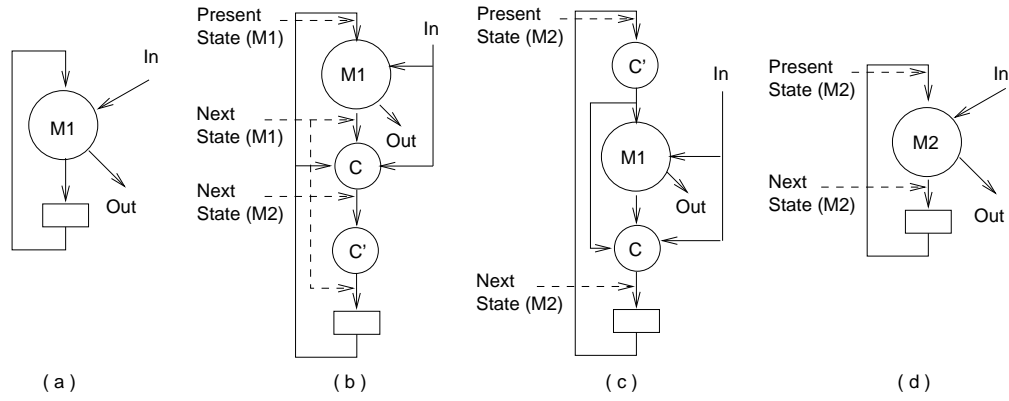 In
M1
Out
( a )
Present
State (M1)
In
M1
Next
State (M1)
Out
C
Next
State (M2)
C'
( b )
Present
State (M2)
C'
In
M1
Out
C
Next
State (M2)
( c )
Present
State (M2)
In
M2
Next
State (M2)
Out
( d )